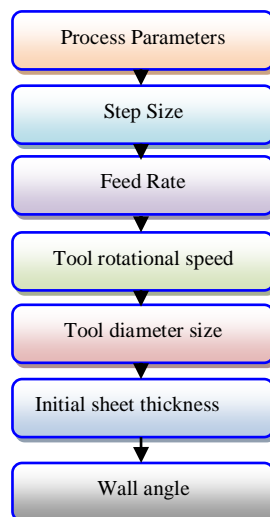 Process Parameters
Step Size
Feed Rate
Tool rotational speed
Tool diameter size
Initial sheet thickness
Wall angle